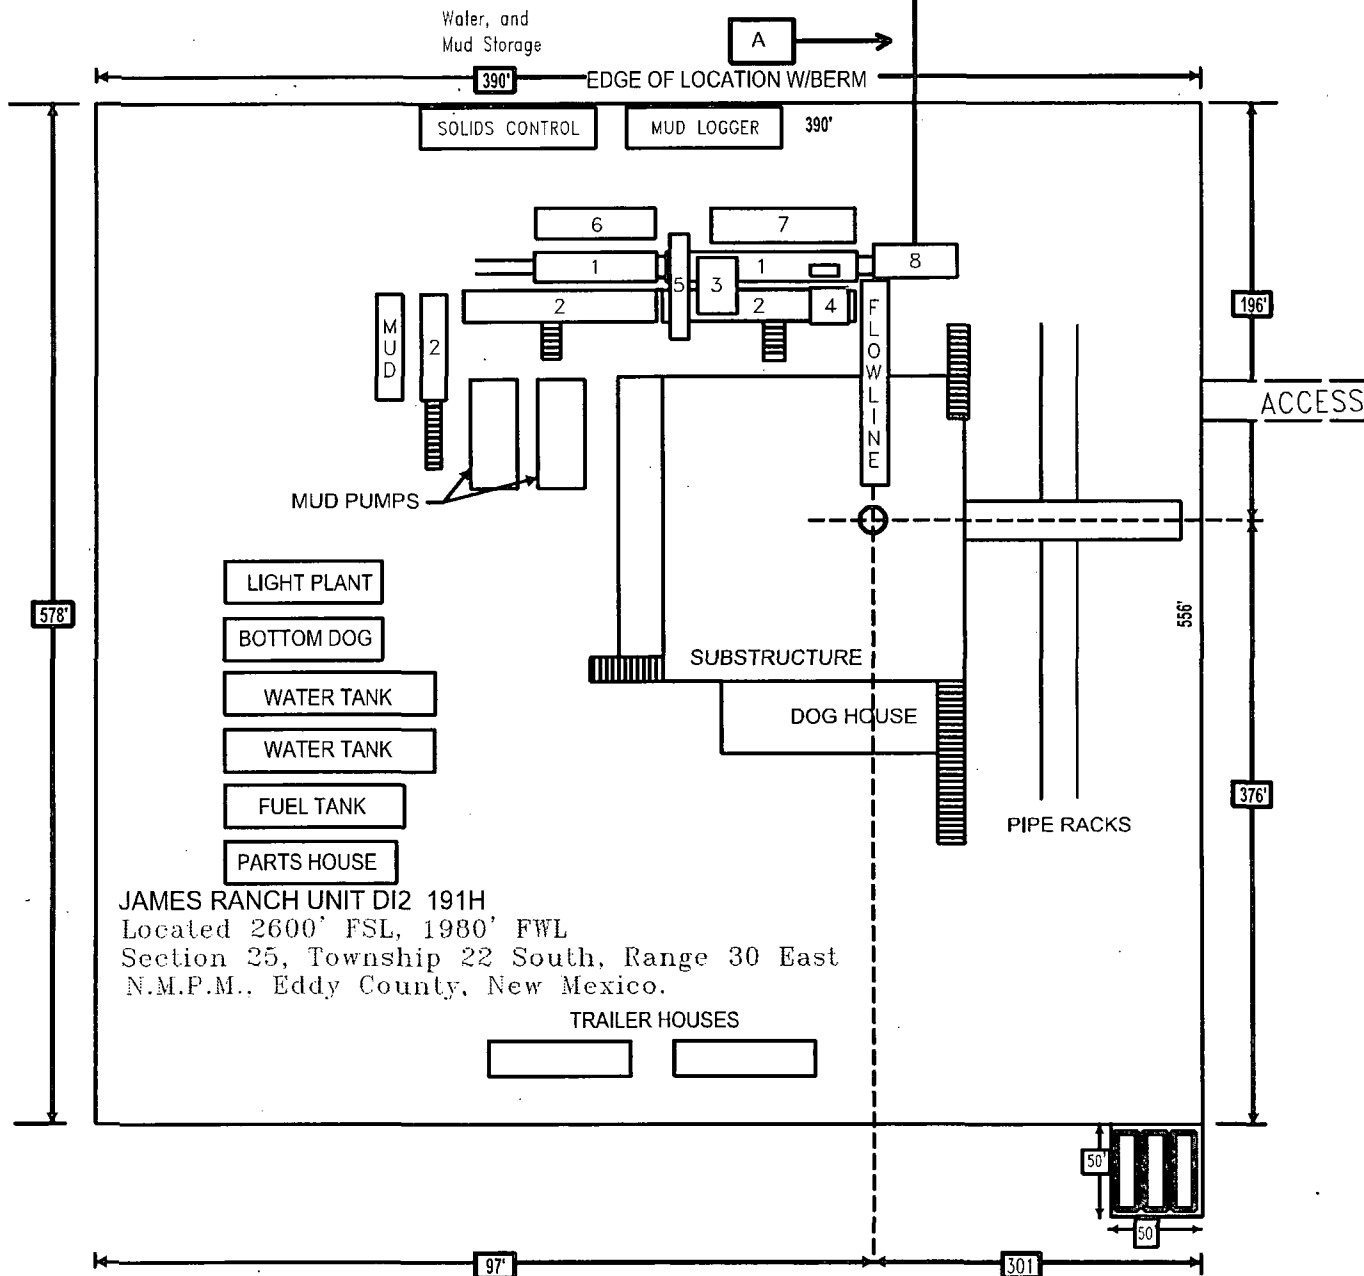 Water, and
Mud Storage
A
390'
EDGE OF LOCATION W/BERM
SOLIDS CONTROL
MUD LOGGER
390'
6
7
1
5
3
1
8
2
2
4
MUD
2
FLOWLINE
196'
ACCESS
MUD PUMPS
LIGHT PLANT
578'
BOTTOM DOG
556'
SUBSTRUCTURE
WATER TANK
DOG HOUSE
WATER TANK
FUEL TANK
376'
PIPE RACKS
PARTS HOUSE
JAMES RANCH UNIT DI2 191H
Located 2600' FSL, 1980' FWL
Section 25, Township 22 South, Range 30 East
N.M.P.M., Eddy County, New Mexico.
TRAILER HOUSES
50'
50
97'
301